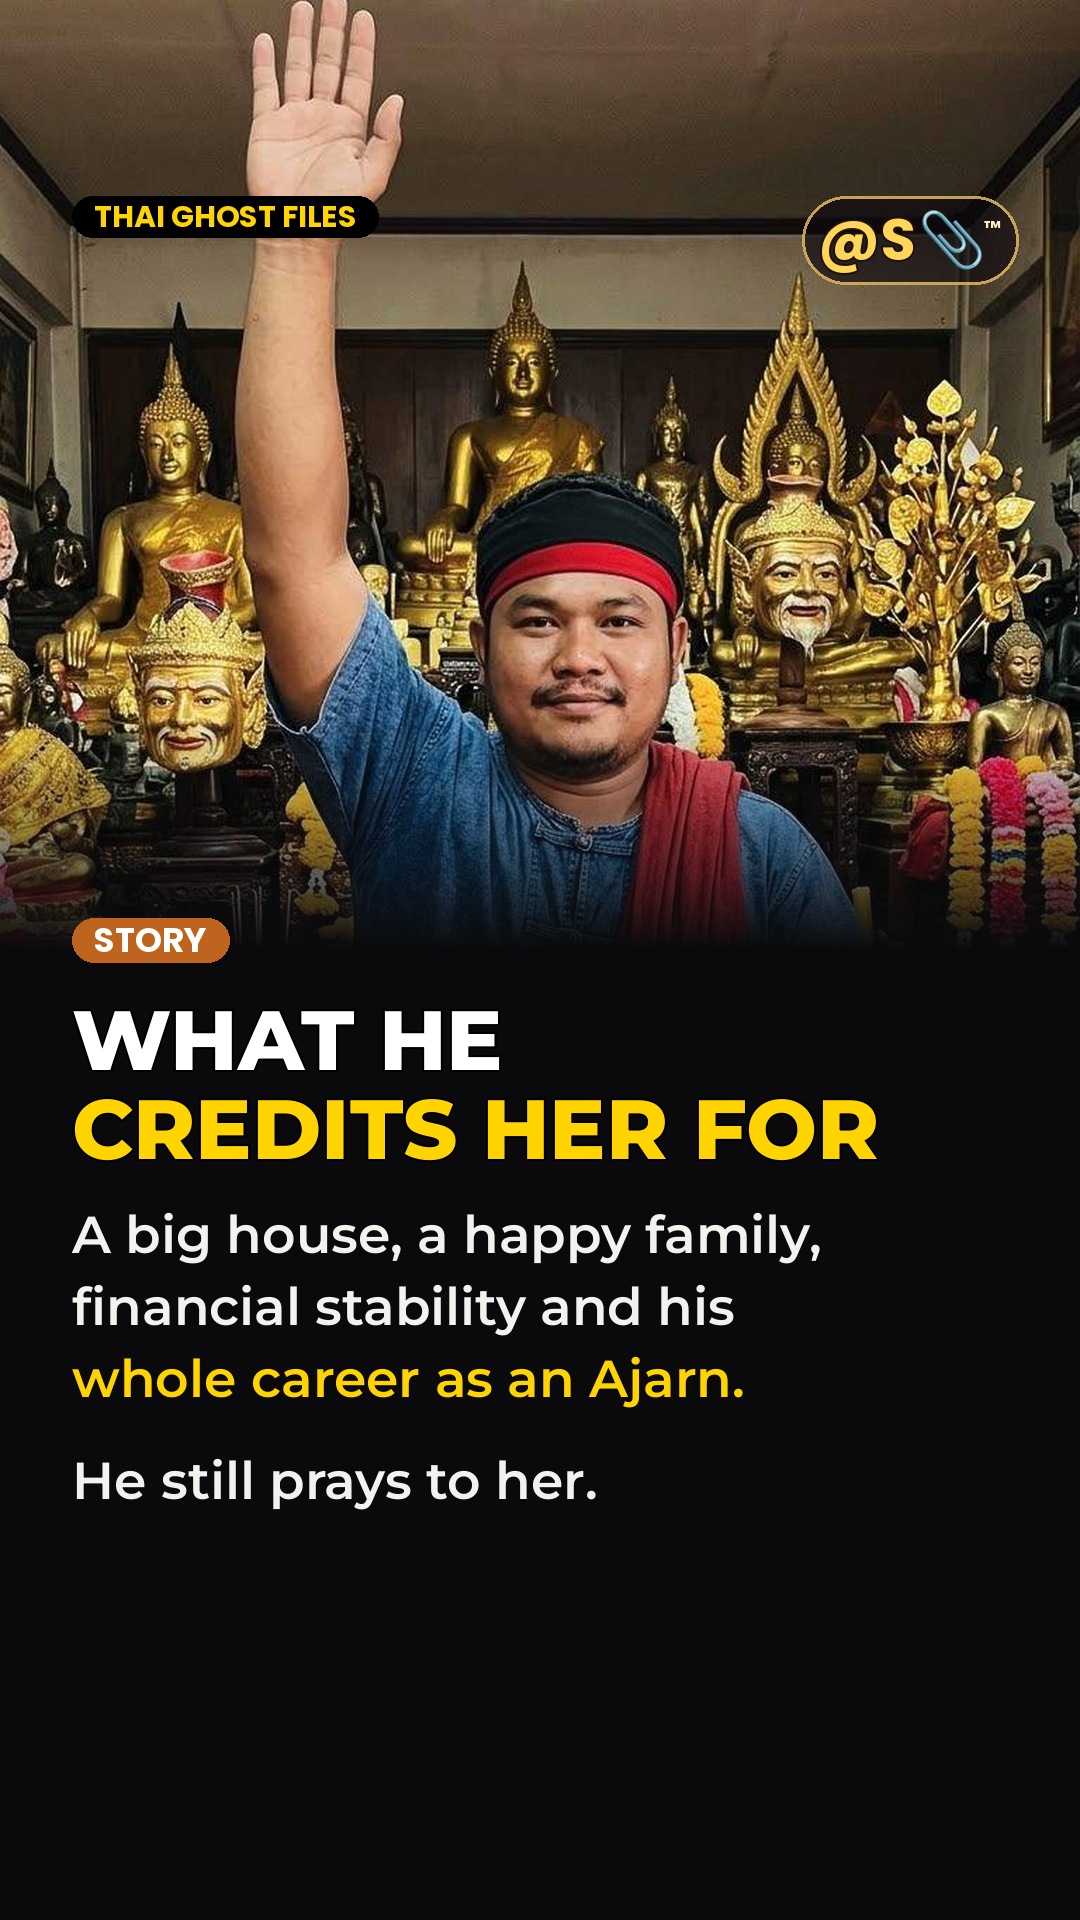 THAI GHOST FILES
@S📎™
STORY
WHAT HE
CREDITS HER FOR
A big house, a happy family,
financial stability and his
whole career as an Ajarn.
He still prays to her.